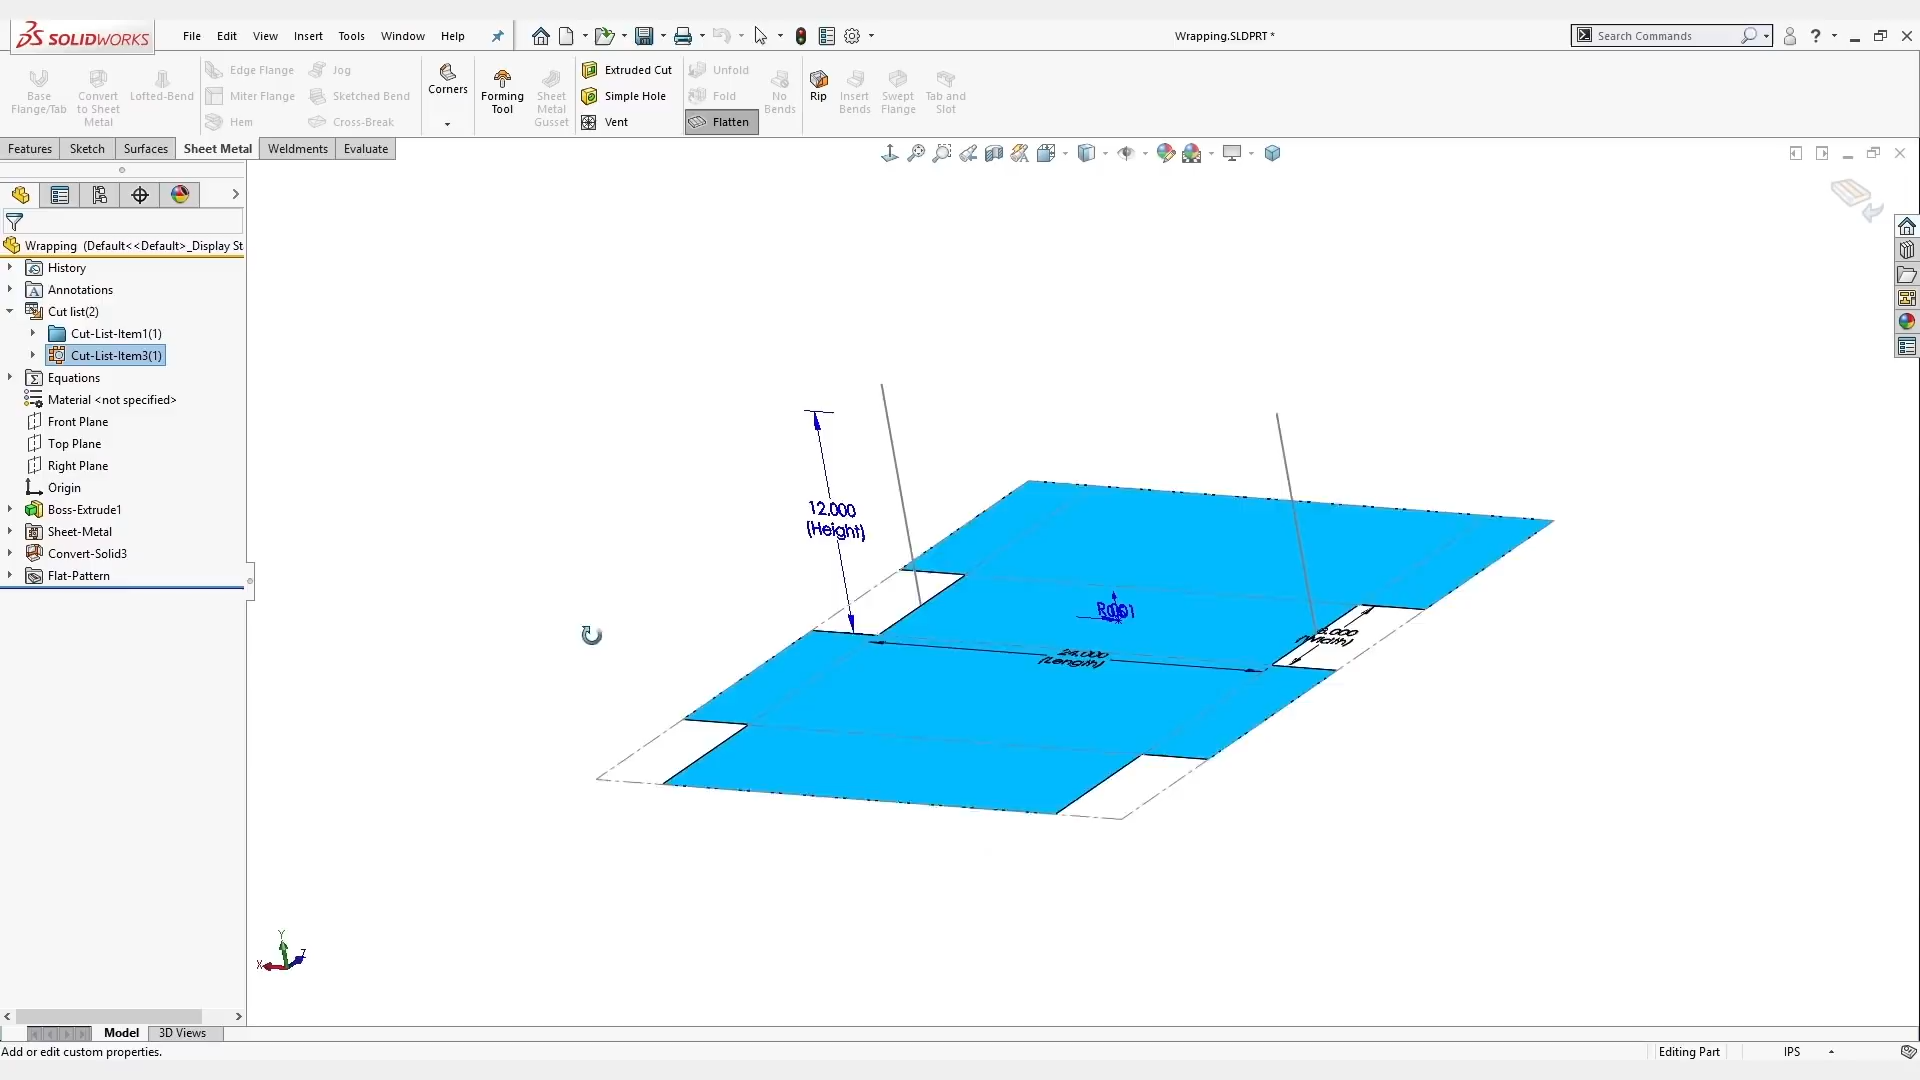 SOLIDWORKS
File Edit View Insert Tools Window Help
Wrapping.SLDPRT *
Search Commands
Base Flange/Tab
Convert to Sheet Metal
Lofted-Bend
Edge Flange
Miter Flange
Hem
Jog
Sketched Bend
Cross-Break
Corners
Forming Tool
Sheet Metal Gusset
Extruded Cut
Simple Hole
Vent
Unfold
Fold
Flatten
No Bends
Rip
Insert Bends
Swept Flange
Tab and Slot
Features Sketch Surfaces Sheet Metal Weldments Evaluate
Wrapping (Default<<Default>_Display St
History
Annotations
Cut list(2)
Cut-List-Item1(1)
Cut-List-Item3(1)
Equations
Material <not specified>
Front Plane
Top Plane
Right Plane
Origin
Boss-Extrude1
Sheet-Metal
Convert-Solid3
Flat-Pattern
12.000
(Height)
(Width)
24.000
(Length)
Y
Z
X
Model 3D Views
Add or edit custom properties.
Editing Part
IPS